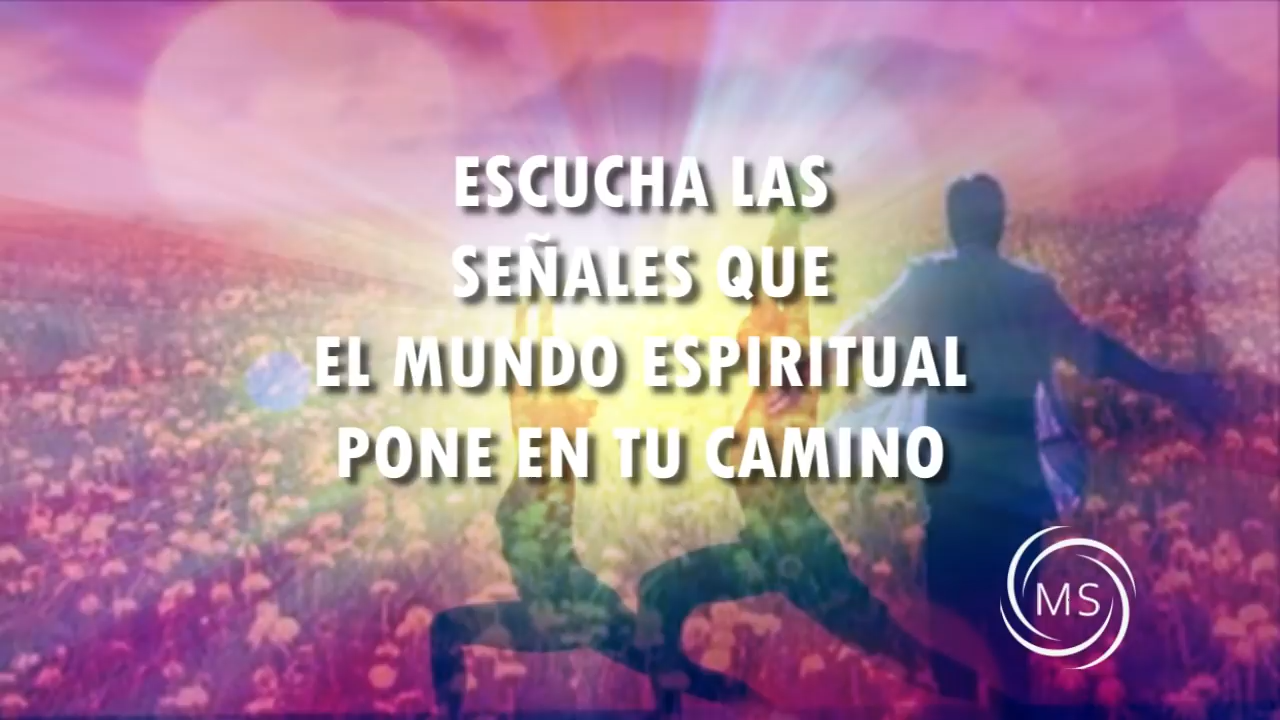 ESCUCHA LAS
SEÑALES QUE
EL MUNDO ESPIRITUAL
PONE EN TU CAMINO
MS